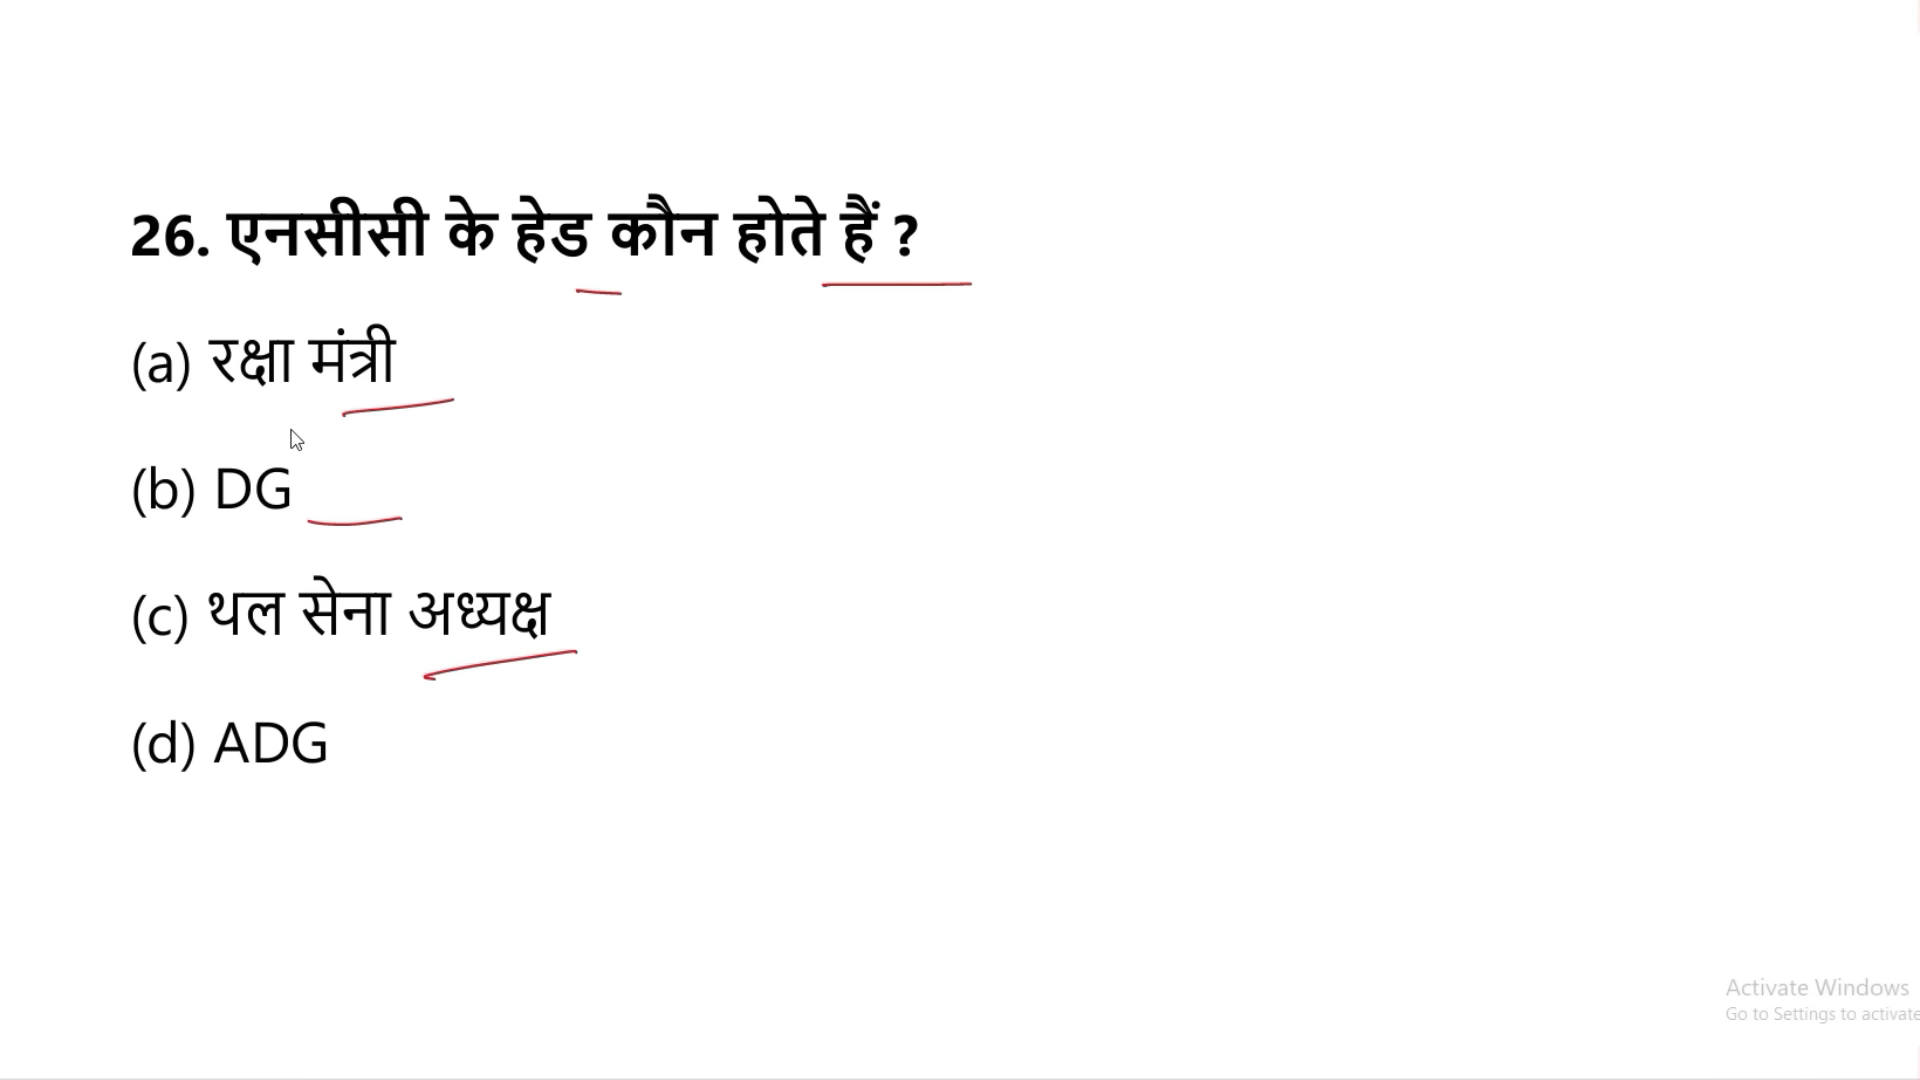 26. एनसीसी के हेड कौन होते हैं ?
(a) रक्षा मंत्री
(b) DG
(c) थल सेना अध्यक्ष
(d) ADG
Activate Windows
Go to Settings to activate